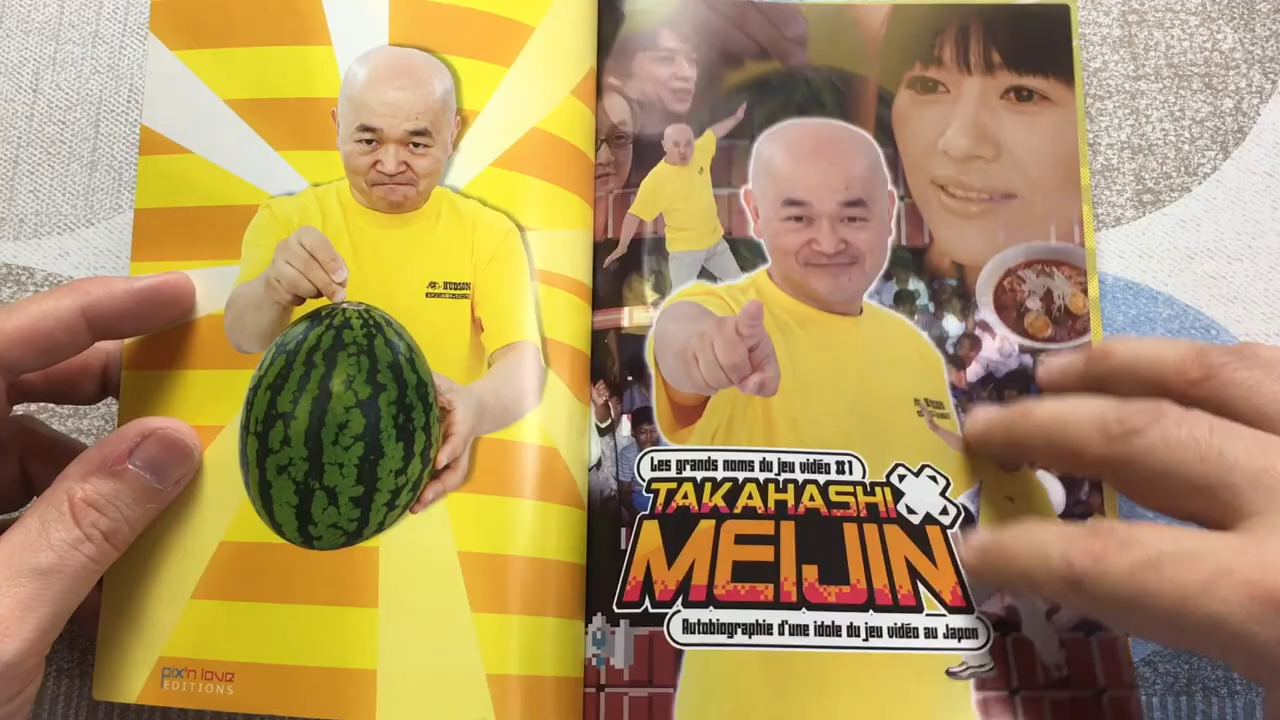 HUDSON
pix'n love
EDITIONS
Les grands noms du jeu vidéo #1
TAKAHASHI
MEIJIN
Autobiographie d'une idole du jeu vidéo au Japon